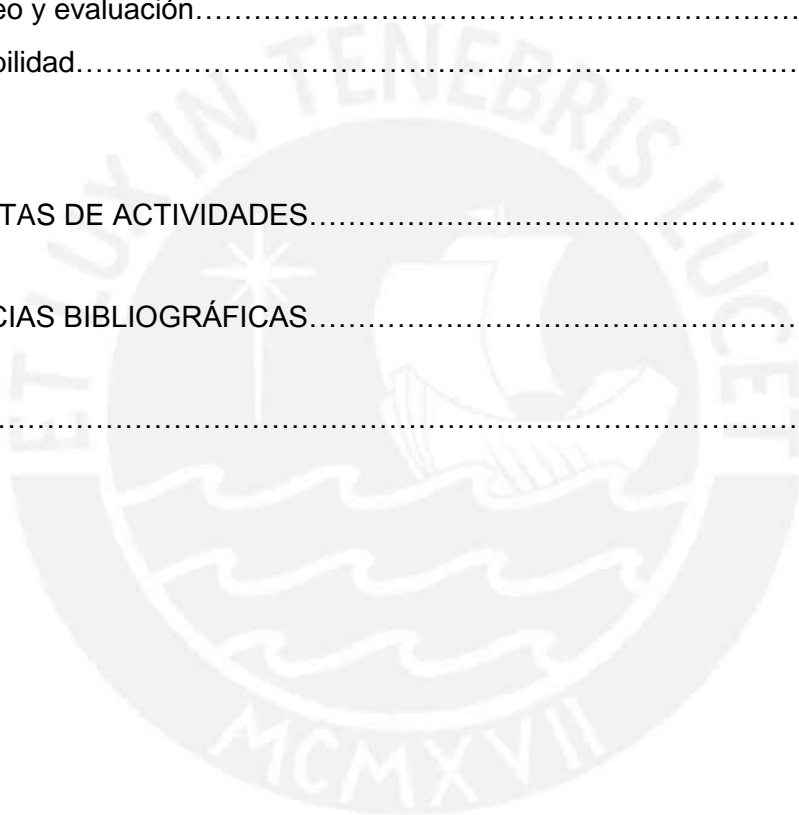 eo y evaluación……………………………………………………………………
bilidad………………………………………………………………………………
TAS DE ACTIVIDADES……………………………………………………
CIAS BIBLIOGRÁFICAS……………………………………………………
………………………………………………………………………………………
ET LUX IN TENEBRIS LUCET
MCMXVII